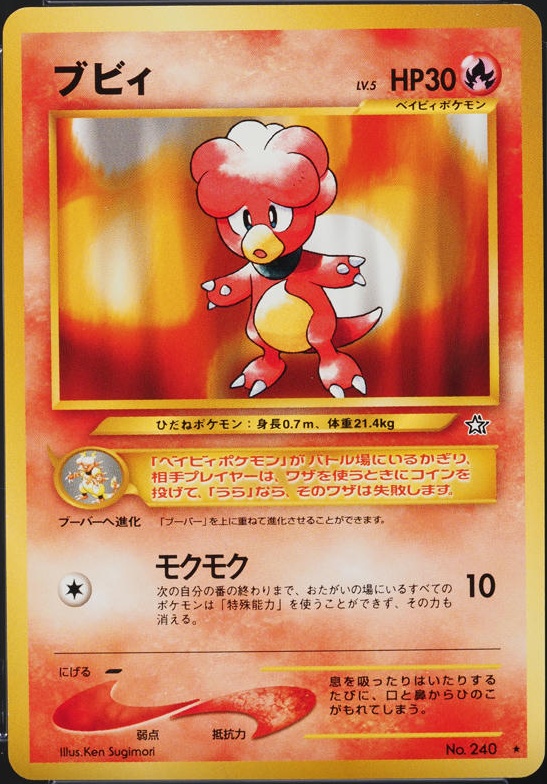 ブビィ
LV.5 HP30
ベイビィポケモン
ひだねポケモン：身長0.7m、体重21.4kg
「ベイビィポケモン」がバトル場にいるかぎり、
相手プレイヤーは、ワザを使うときにコインを
投げて、「うら」なら、そのワザは失敗します。
ブーバーへ進化 「ブーバー」を上に重ねて進化させることができます。
モクモク 10
次の自分の番の終わりまで、おたがいの場にいるすべての
ポケモンは「特殊能力」を使うことができず、その力も
消える。
にげる
弱点 抵抗力
息を吸ったりはいたりする
たびに、口と鼻からひのこ
がもれてしまう。
Illus.Ken Sugimori
No. 240 ★